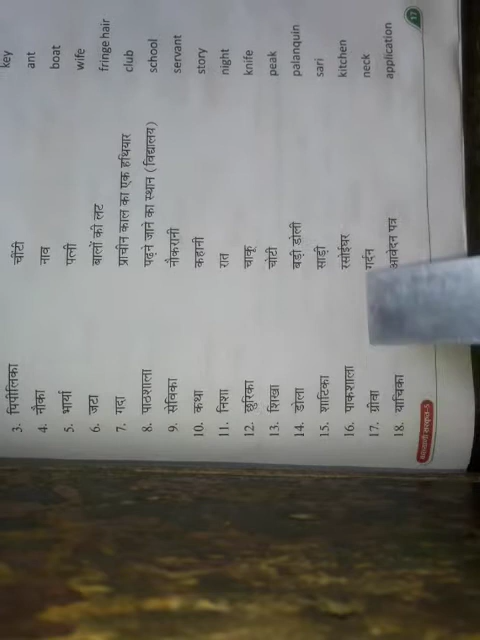 key
3. पिपीलिका चींटी ant
4. नौका नाव boat
5. भार्या पत्नी wife
6. जटा बालों की लट fringe hair
7. गदा प्राचीन काल का एक हथियार club
8. पाठशाला पढ़ने जाने का स्थान (विद्यालय) school
9. सेविका नौकरानी servant
10. कथा कहानी story
11. निशा रात night
12. छुरिका चाकू knife
13. शिखा चोटी peak
14. डोला बड़ी डोली palanquin
15. शाटिका साड़ी sari
16. पाकशाला रसोईघर kitchen
17. ग्रीवा गर्दन neck
18. याचिका आवेदन पत्र application
संस्कृत-5 17